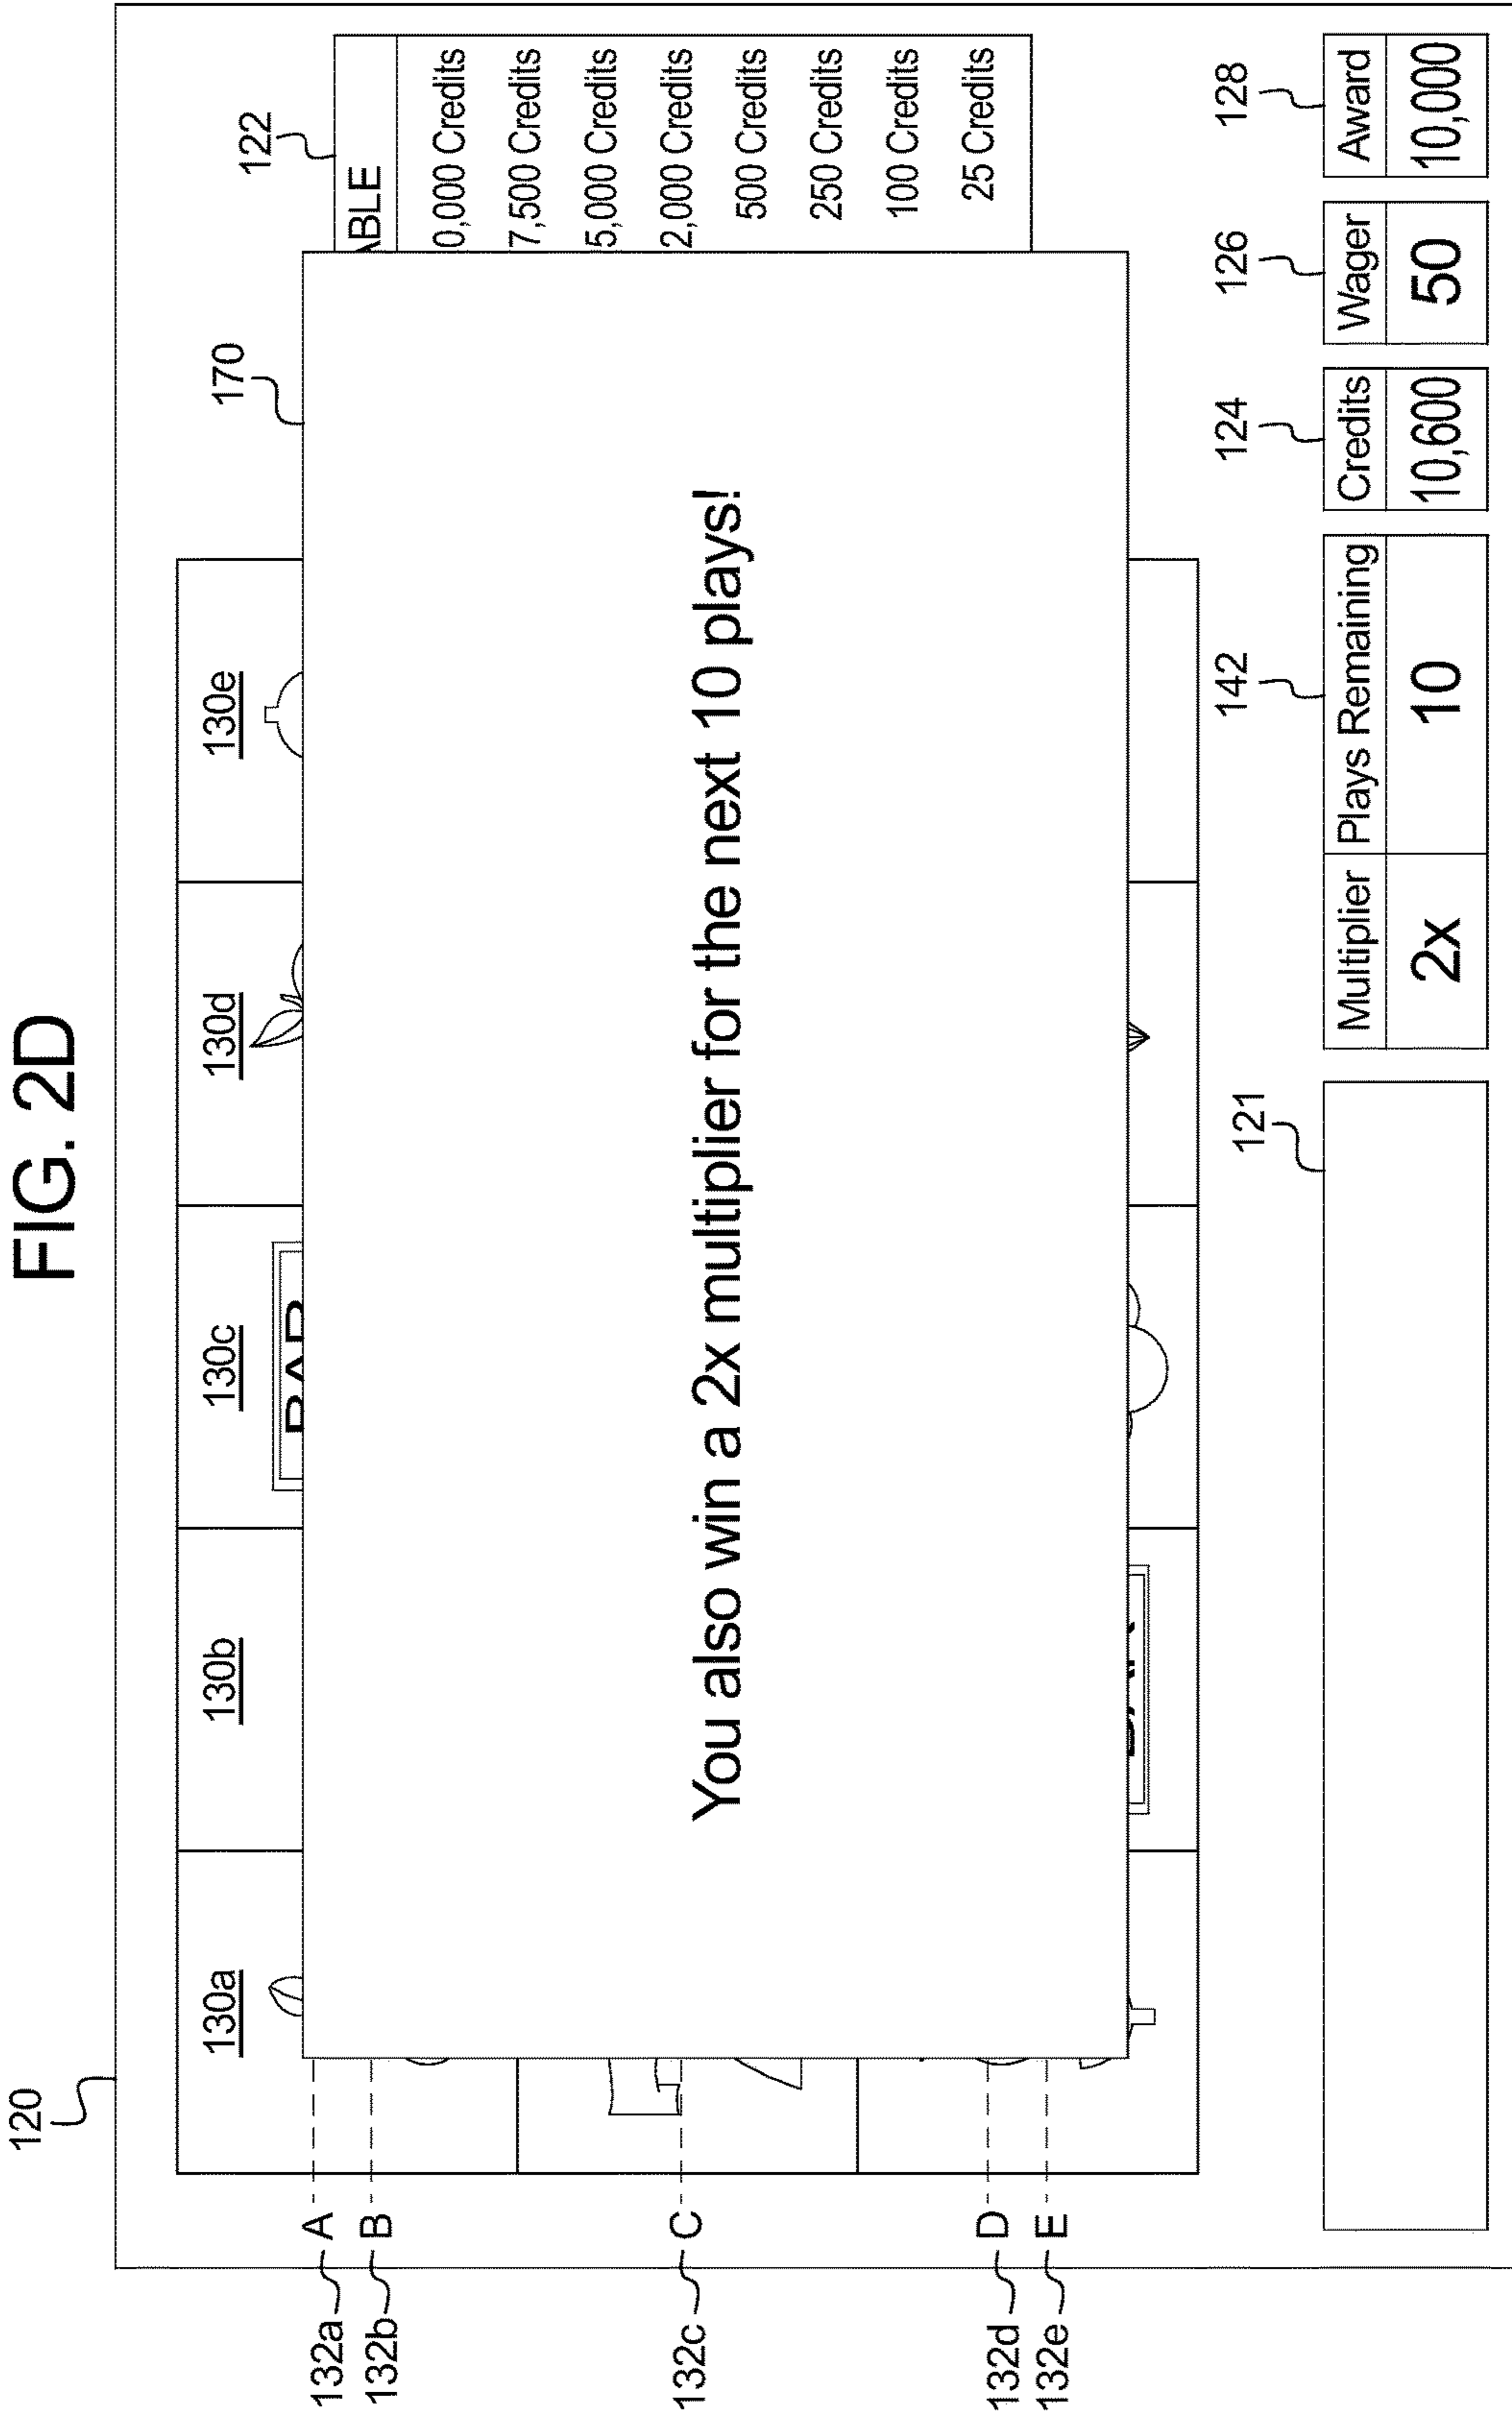 FIG. 2D
120
130a
130b
130c
130d
130e
170
122
132a
A
132b
B
132c
C
132d
D
132e
E
ABLE
0,000 Credits
7,500 Credits
5,000 Credits
2,000 Credits
500 Credits
250 Credits
100 Credits
25 Credits
BAR
You also win a 2x multiplier for the next 10 plays!
121
142
124
126
128
Multiplier
Plays Remaining
Credits
Wager
Award
2x
10
10,600
50
10,000